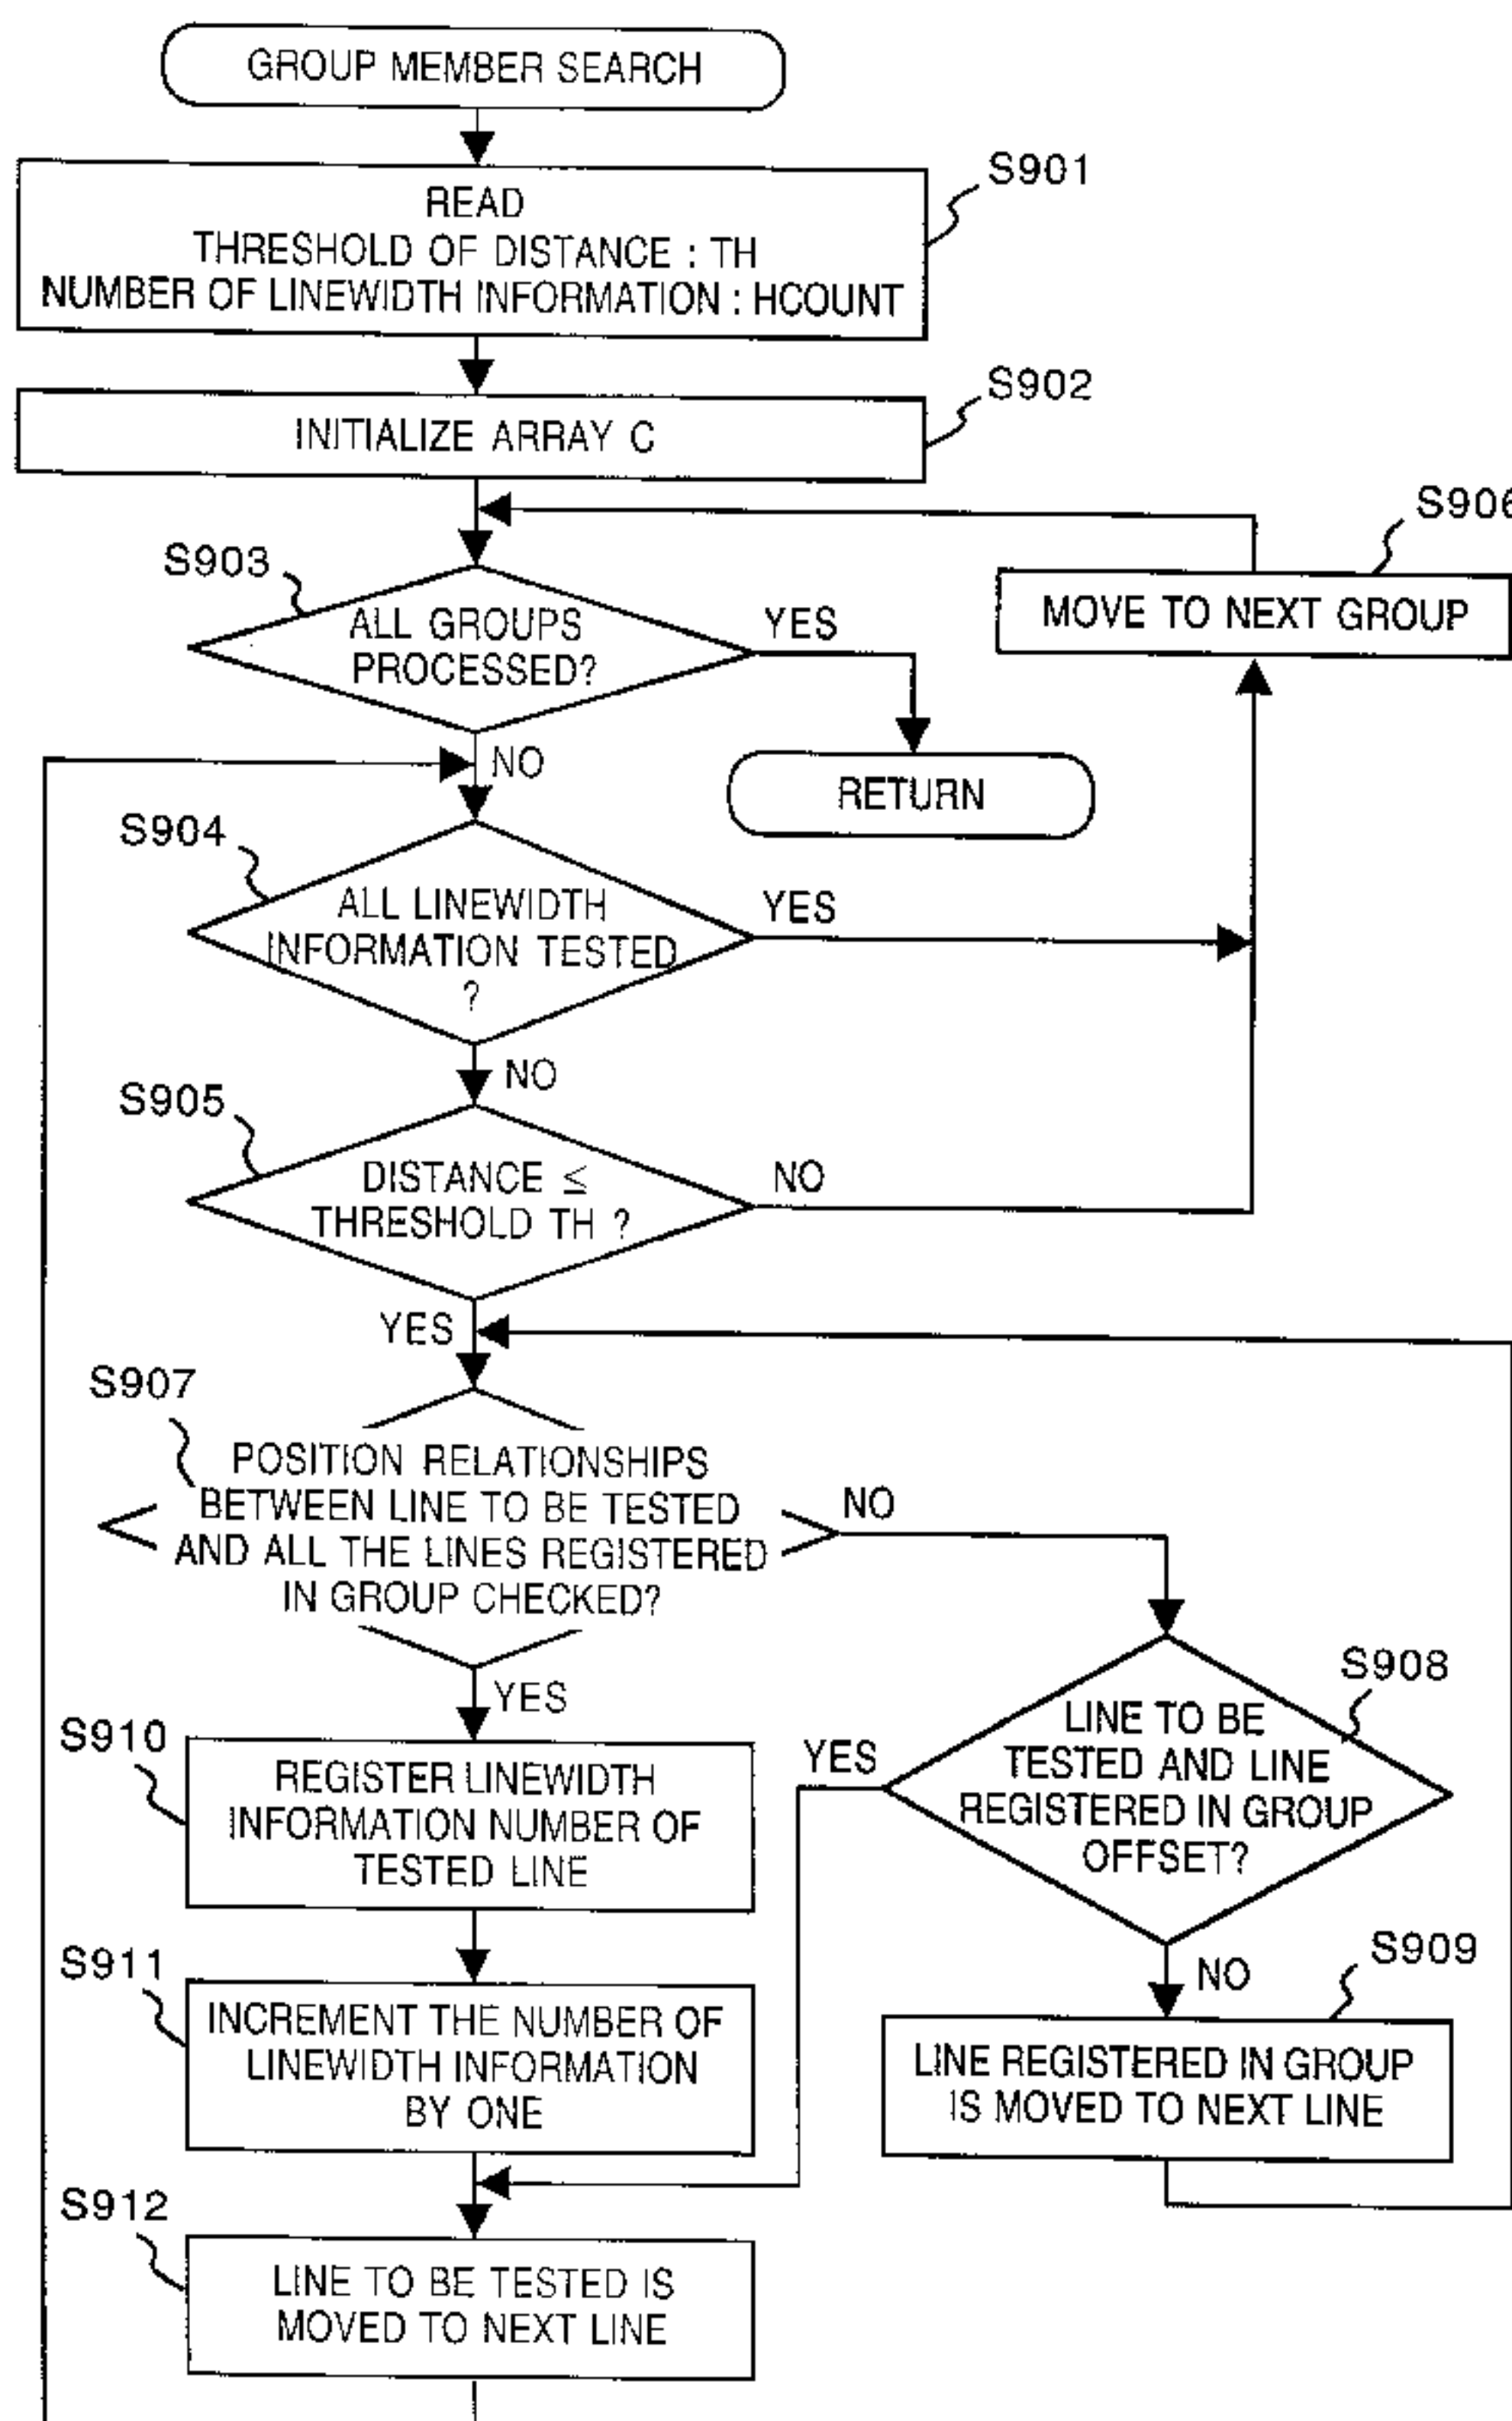 GROUP MEMBER SEARCH
S901
READ
THRESHOLD OF DISTANCE : TH
NUMBER OF LINEWIDTH INFORMATION : HCOUNT
S902
INITIALIZE ARRAY C
S906
MOVE TO NEXT GROUP
S903
ALL GROUPS
PROCESSED?
YES
NO
RETURN
S904
ALL LINEWIDTH
INFORMATION TESTED
?
YES
NO
S905
DISTANCE ≤
THRESHOLD TH ?
NO
YES
S907
POSITION RELATIONSHIPS
BETWEEN LINE TO BE TESTED
AND ALL THE LINES REGISTERED
IN GROUP CHECKED?
NO
YES
S908
LINE TO BE
TESTED AND LINE
REGISTERED IN GROUP
OFFSET?
YES
NO
S909
LINE REGISTERED IN GROUP
IS MOVED TO NEXT LINE
S910
REGISTER LINEWIDTH
INFORMATION NUMBER OF
TESTED LINE
S911
INCREMENT THE NUMBER OF
LINEWIDTH INFORMATION
BY ONE
S912
LINE TO BE TESTED IS
MOVED TO NEXT LINE